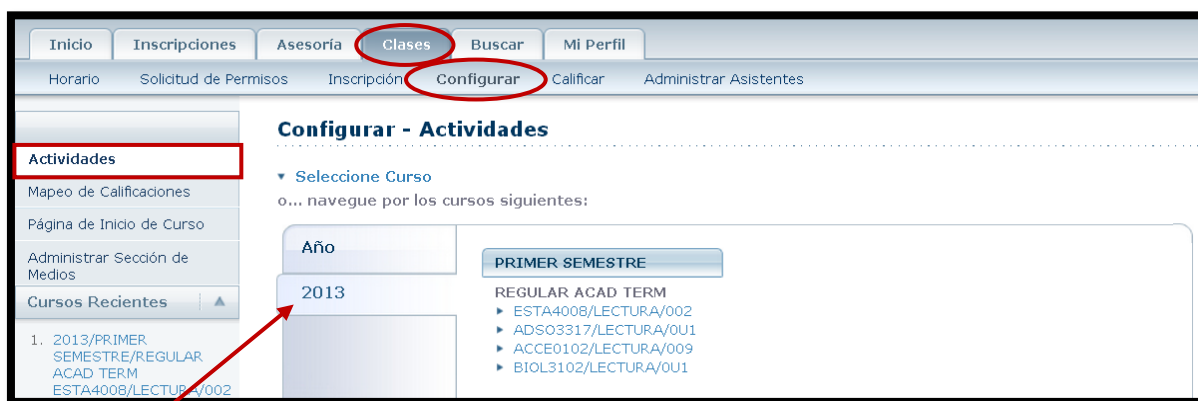 Inicio Inscripciones Asesoría Clases Buscar Mi Perfil
Horario Solicitud de Permisos Inscripción Configurar Calificar Administrar Asistentes
Configurar - Actividades
Actividades
Mapeo de Calificaciones
Página de Inicio de Curso
Administrar Sección de
Medios
Cursos Recientes
1. 2013/PRIMER
SEMESTRE/REGULAR
ACAD TERM
ESTA4008/LECTURA/002
Seleccione Curso
o... navegue por los cursos siguientes:
Año
2013
PRIMER SEMESTRE
REGULAR ACAD TERM
ESTA4008/LECTURA/002
ADSO3317/LECTURA/0U1
ACCE0102/LECTURA/009
BIOL3102/LECTURA/0U1